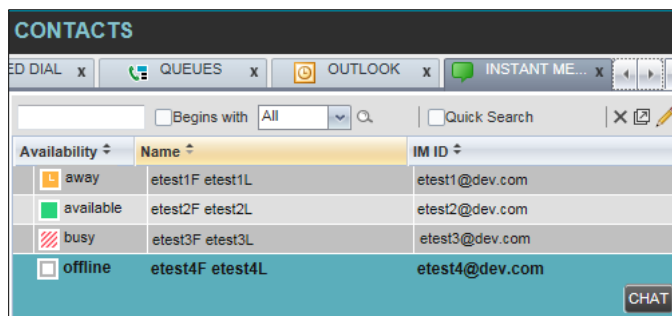 CONTACTS
ED DIAL x QUEUES x OUTLOOK x INSTANT ME... x
Begins with All Quick Search
Availability Name IM ID
away etest1F etest1L etest1@dev.com
available etest2F etest2L etest2@dev.com
busy etest3F etest3L etest3@dev.com
offline etest4F etest4L etest4@dev.com
CHAT